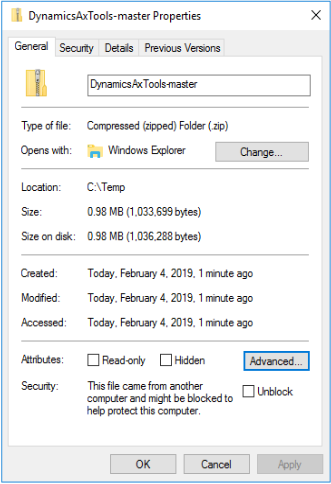 DynamicsAxTools-master Properties
General Security Details Previous Versions
DynamicsAxTools-master
Type of file: Compressed (zipped) Folder (.zip)
Opens with: Windows Explorer Change...
Location: C:\Temp
Size: 0.98 MB (1,033,699 bytes)
Size on disk: 0.98 MB (1,036,288 bytes)
Created: Today, February 4, 2019, 1 minute ago
Modified: Today, February 4, 2019, 1 minute ago
Accessed: Today, February 4, 2019, 1 minute ago
Attributes: Read-only Hidden Advanced...
Security: This file came from another Unblock
computer and might be blocked to
help protect this computer.
OK Cancel Apply